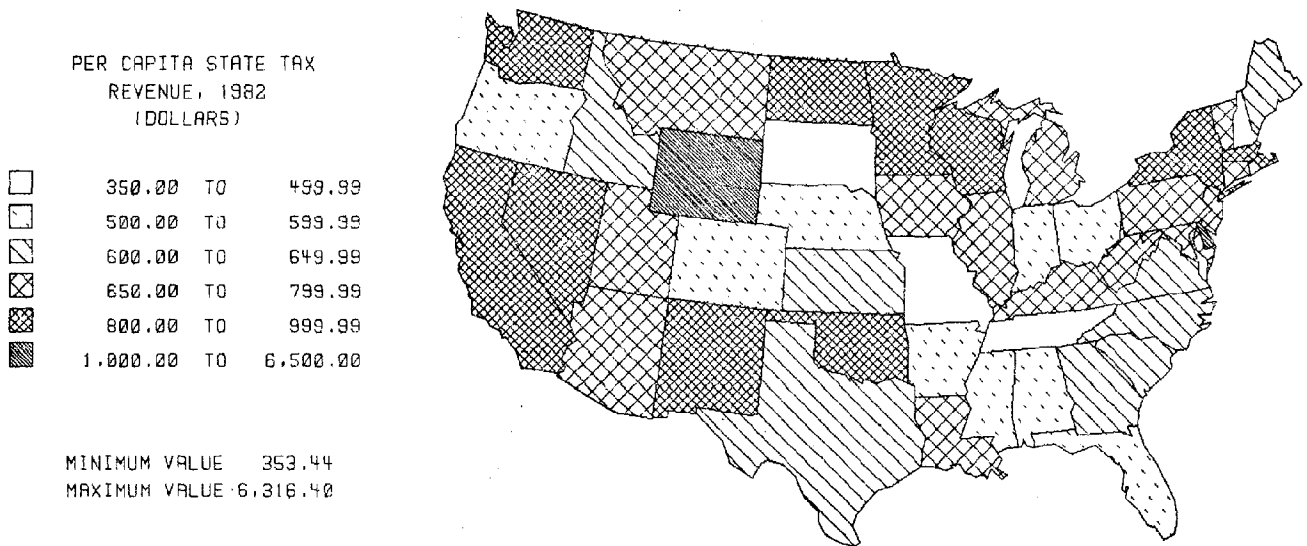 PER CAPITA STATE TAX
REVENUE, 1982
(DOLLARS)
350.00 TO 499.99
500.00 TO 599.99
600.00 TO 649.99
650.00 TO 799.99
800.00 TO 999.99
1,000.00 TO 6,500.00
MINIMUM VALUE 353.44
MAXIMUM VALUE 6,316.40